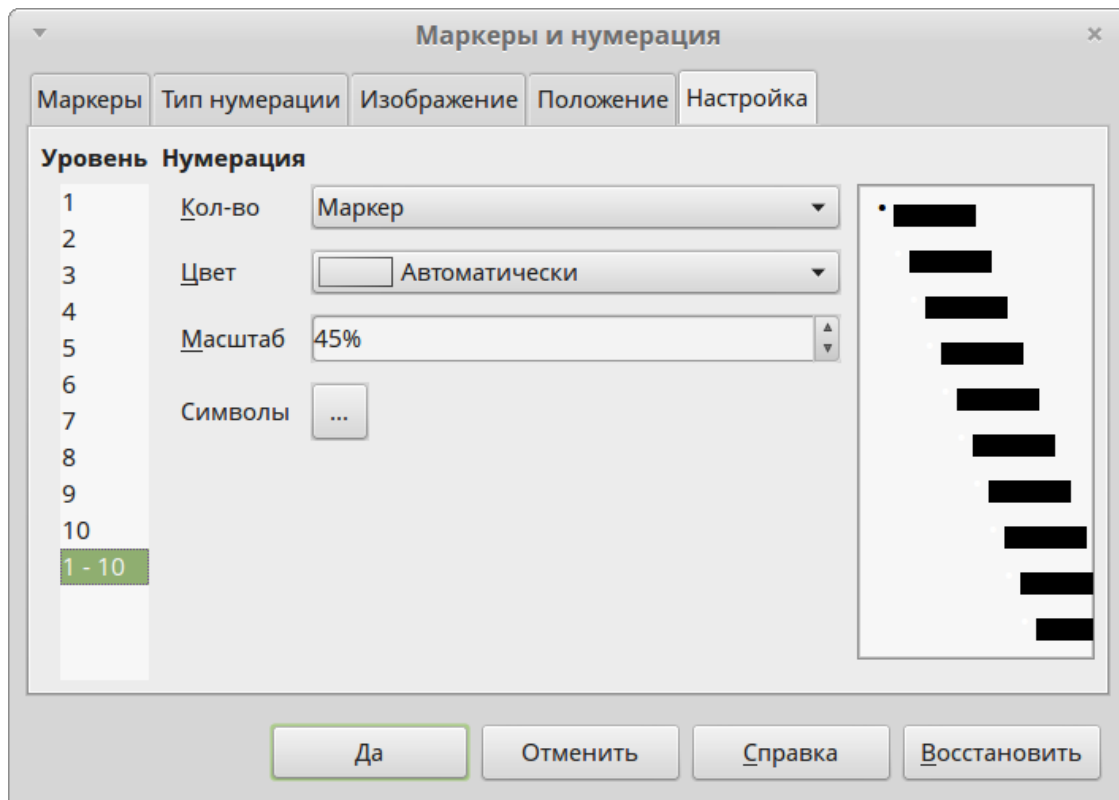 Маркеры и нумерация
Маркеры Тип нумерации Изображение Положение Настройка
Уровень Нумерация
1
2
3
4
5
6
7
8
9
10
1 - 10
Кол-во Маркер
Цвет Автоматически
Масштаб 45%
Символы ...
Да Отменить Справка Восстановить